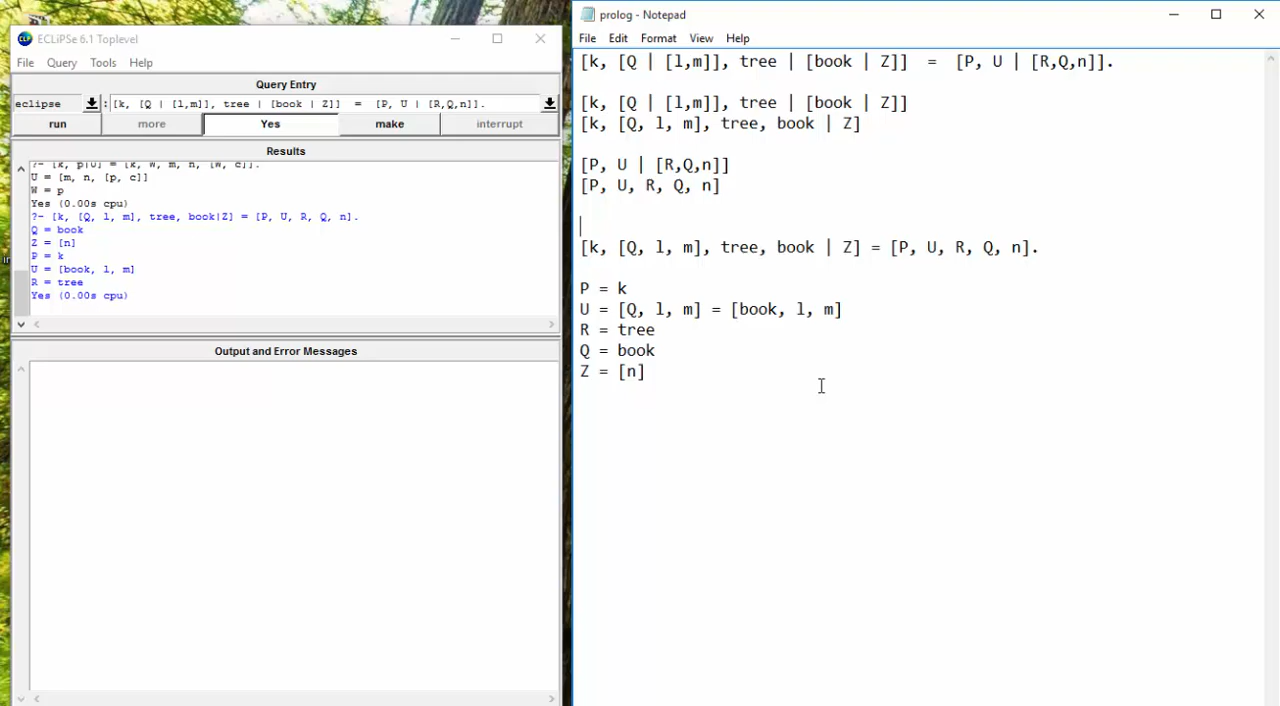 ECLiPSe 6.1 Toplevel
File Query Tools Help
Query Entry
eclipse : [k, [Q | [l,m]], tree | [book | Z]]  =  [P, U | [R,Q,n]].
run more Yes make interrupt
Results
?- [k, p|U] = [k, W, m, n, [W, c]].
U = [m, n, [p, c]]
W = p
Yes (0.00s cpu)
?- [k, [Q, l, m], tree, book|Z] = [P, U, R, Q, n].
Q = book
Z = [n]
P = k
U = [book, l, m]
R = tree
Yes (0.00s cpu)
Output and Error Messages
prolog - Notepad
File Edit Format View Help
[k, [Q | [l,m]], tree | [book | Z]]  =  [P, U | [R,Q,n]].
[k, [Q | [l,m]], tree | [book | Z]]
[k, [Q, l, m], tree, book | Z]
[P, U | [R,Q,n]]
[P, U, R, Q, n]
[k, [Q, l, m], tree, book | Z] = [P, U, R, Q, n].
P = k
U = [Q, l, m] = [book, l, m]
R = tree
Q = book
Z = [n]